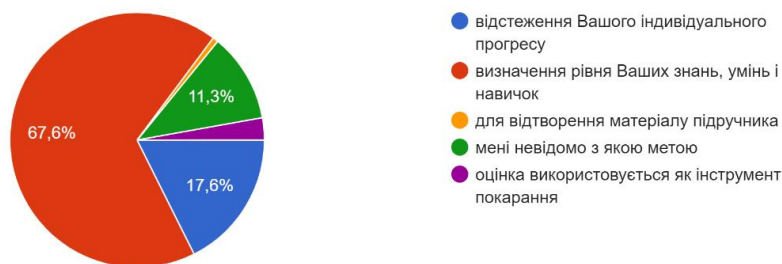 67,6%
11,3%
17,6%
відстеження Вашого індивідуального
прогресу
визначення рівня Ваших знань, умінь і
навичок
для відтворення матеріалу підручника
мені невідомо з якою метою
оцінка використовується як інструмент
покарання